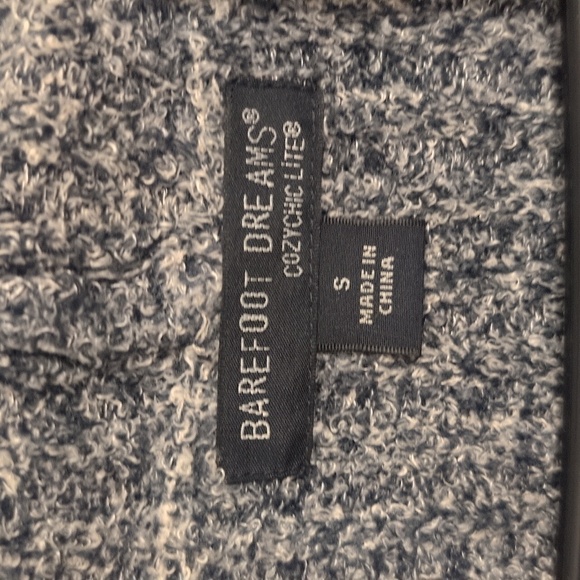 BAREFOOT DREAMS®
COZYCHIC LITE®
S
MADE IN
CHINA